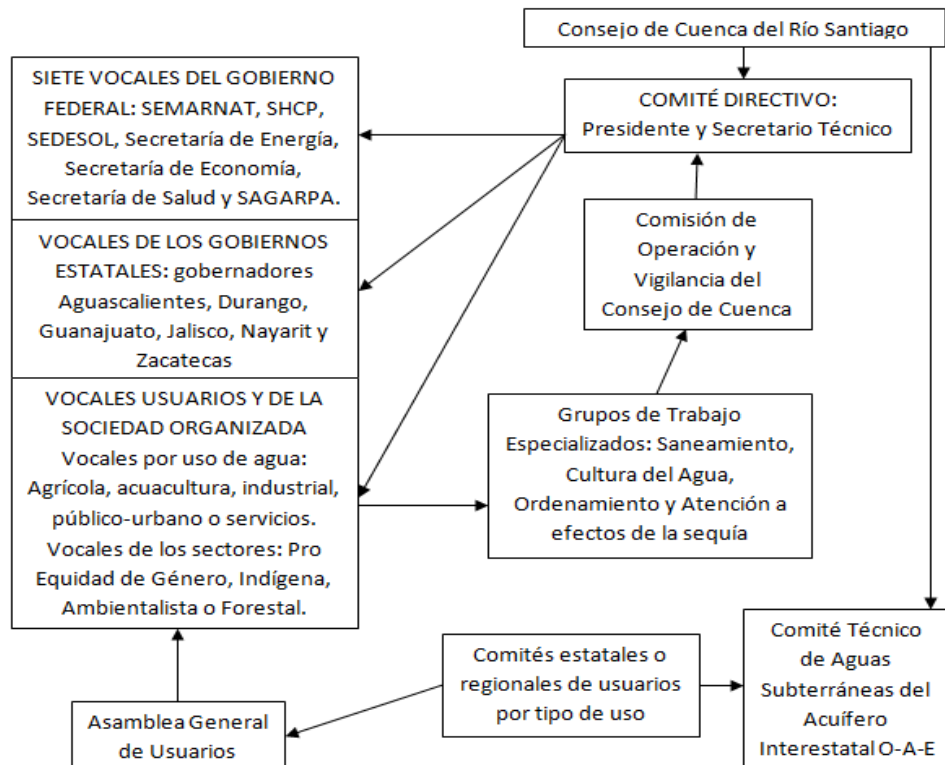 Consejo de Cuenca del Río Santiago
SIETE VOCALES DEL GOBIERNO
FEDERAL: SEMARNAT, SHCP,
SEDESOL, Secretaría de Energía,
Secretaría de Economía,
Secretaría de Salud y SAGARPA.
COMITÉ DIRECTIVO:
Presidente y Secretario Técnico
Comisión de
Operación y
Vigilancia del
Consejo de Cuenca
VOCALES DE LOS GOBIERNOS
ESTATALES: gobernadores
Aguascalientes, Durango,
Guanajuato, Jalisco, Nayarit y
Zacatecas
VOCALES USUARIOS Y DE LA
SOCIEDAD ORGANIZADA
Vocales por uso de agua:
Agrícola, acuacultura, industrial,
público-urbano o servicios.
Vocales de los sectores: Pro
Equidad de Género, Indígena,
Ambientalista o Forestal.
Grupos de Trabajo
Especializados: Saneamiento,
Cultura del Agua,
Ordenamiento y Atención a
efectos de la sequía
Comités estatales o
regionales de usuarios
por tipo de uso
Comité Técnico
de Aguas
Subterráneas del
Acuífero
Interestatal O-A-E
Asamblea General
de Usuarios